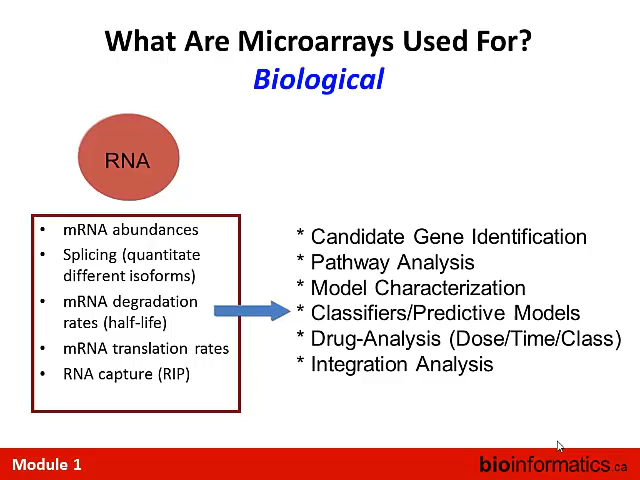 What Are Microarrays Used For?
Biological
RNA
• mRNA abundances
• Splicing (quantitate
different isoforms)
• mRNA degradation
rates (half-life)
• mRNA translation rates
• RNA capture (RIP)
* Candidate Gene Identification
* Pathway Analysis
* Model Characterization
* Classifiers/Predictive Models
* Drug-Analysis (Dose/Time/Class)
* Integration Analysis
Module 1
bioinformatics.ca